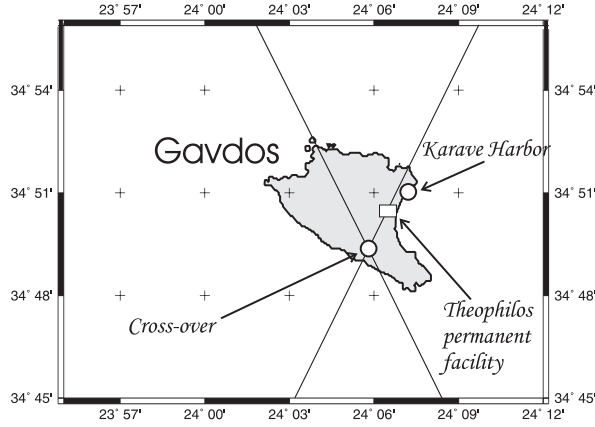 23° 57' 24° 00' 24° 03' 24° 06' 24° 09' 24° 12'
34° 54' 34° 54'
Karave Harbor
Gavdos
34° 51' 34° 51'
34° 48' 34° 48'
Theophilos
Cross-over
permanent
facility
34° 45' 34° 45'
23° 57' 24° 00' 24° 03' 24° 06' 24° 09' 24° 12'